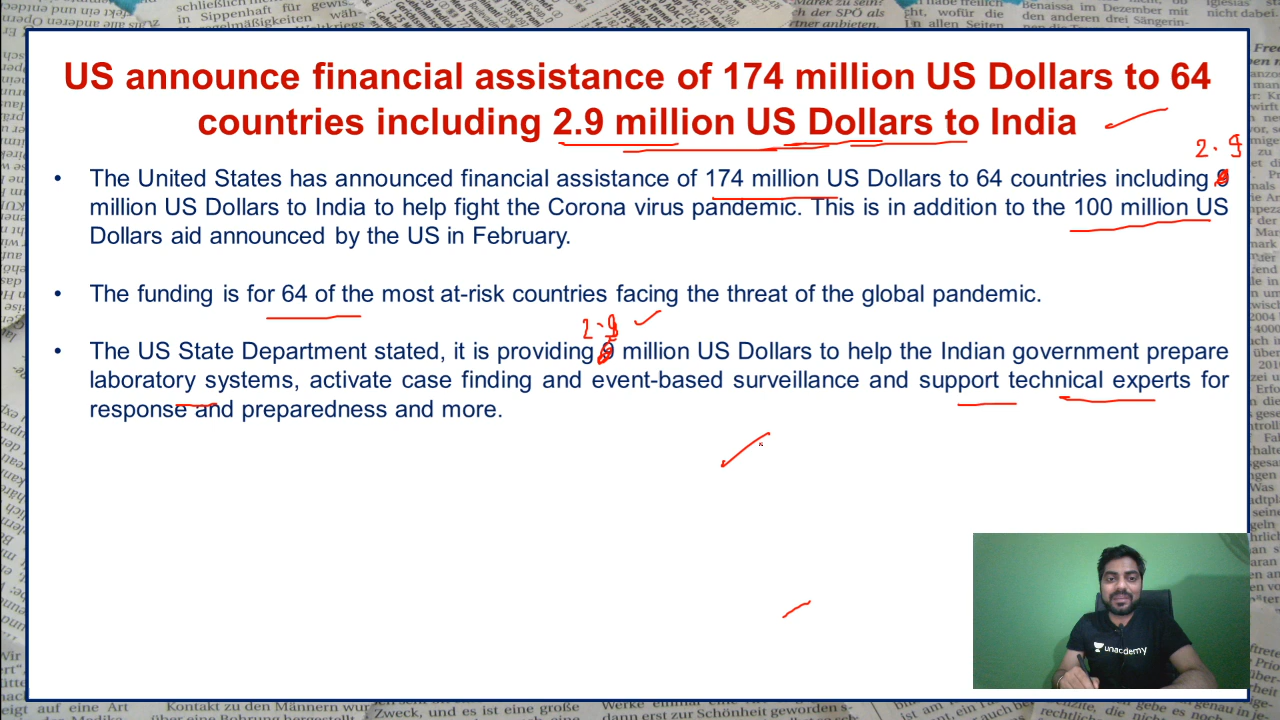 US announce financial assistance of 174 million US Dollars to 64
countries including 2.9 million US Dollars to India
2.9
• The United States has announced financial assistance of 174 million US Dollars to 64 countries including 9
million US Dollars to India to help fight the Corona virus pandemic. This is in addition to the 100 million US
Dollars aid announced by the US in February.
• The funding is for 64 of the most at-risk countries facing the threat of the global pandemic.
2.9
• The US State Department stated, it is providing 9 million US Dollars to help the Indian government prepare
laboratory systems, activate case finding and event-based surveillance and support technical experts for
response and preparedness and more.
unacademy